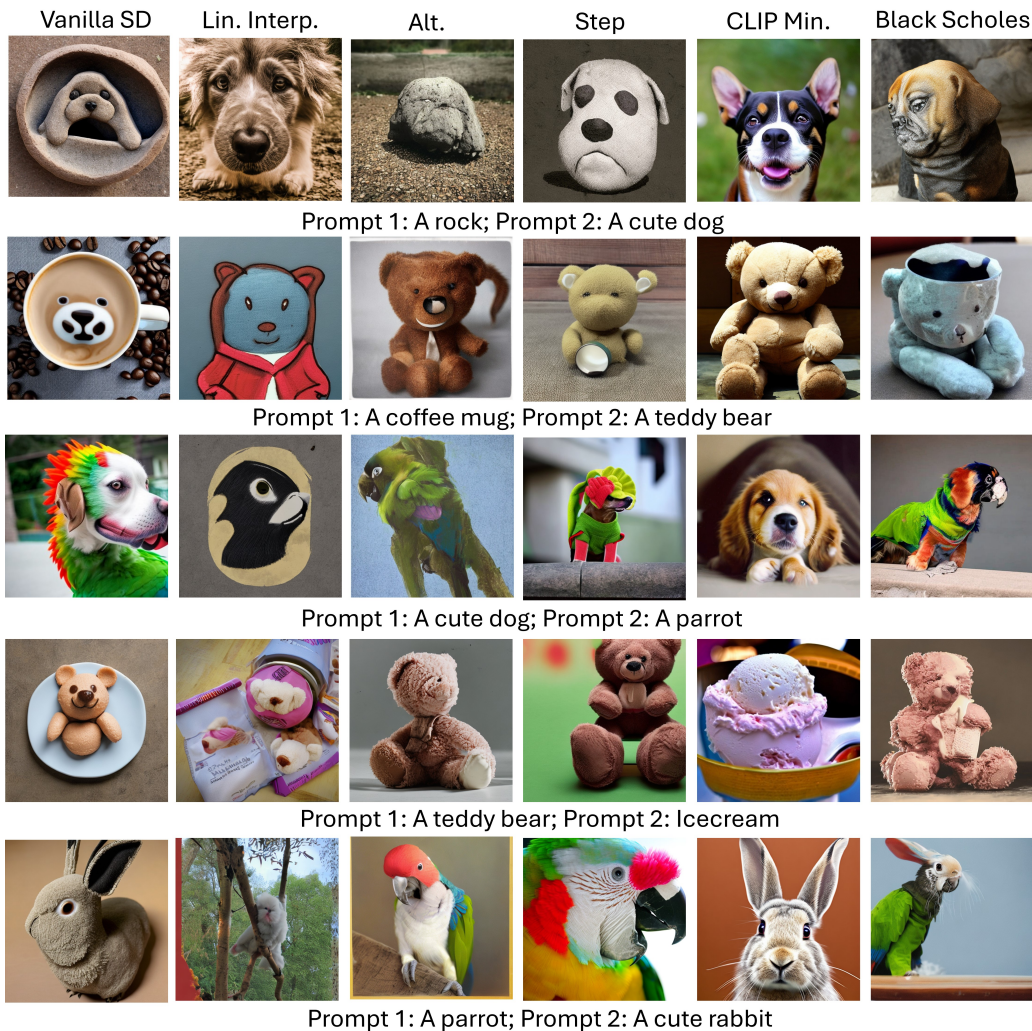 Vanilla SD Lin. Interp. Alt. Step CLIP Min. Black Scholes
Prompt 1: A rock; Prompt 2: A cute dog
Prompt 1: A coffee mug; Prompt 2: A teddy bear
Prompt 1: A cute dog; Prompt 2: A parrot
Prompt 1: A teddy bear; Prompt 2: Icecream
Prompt 1: A parrot; Prompt 2: A cute rabbit